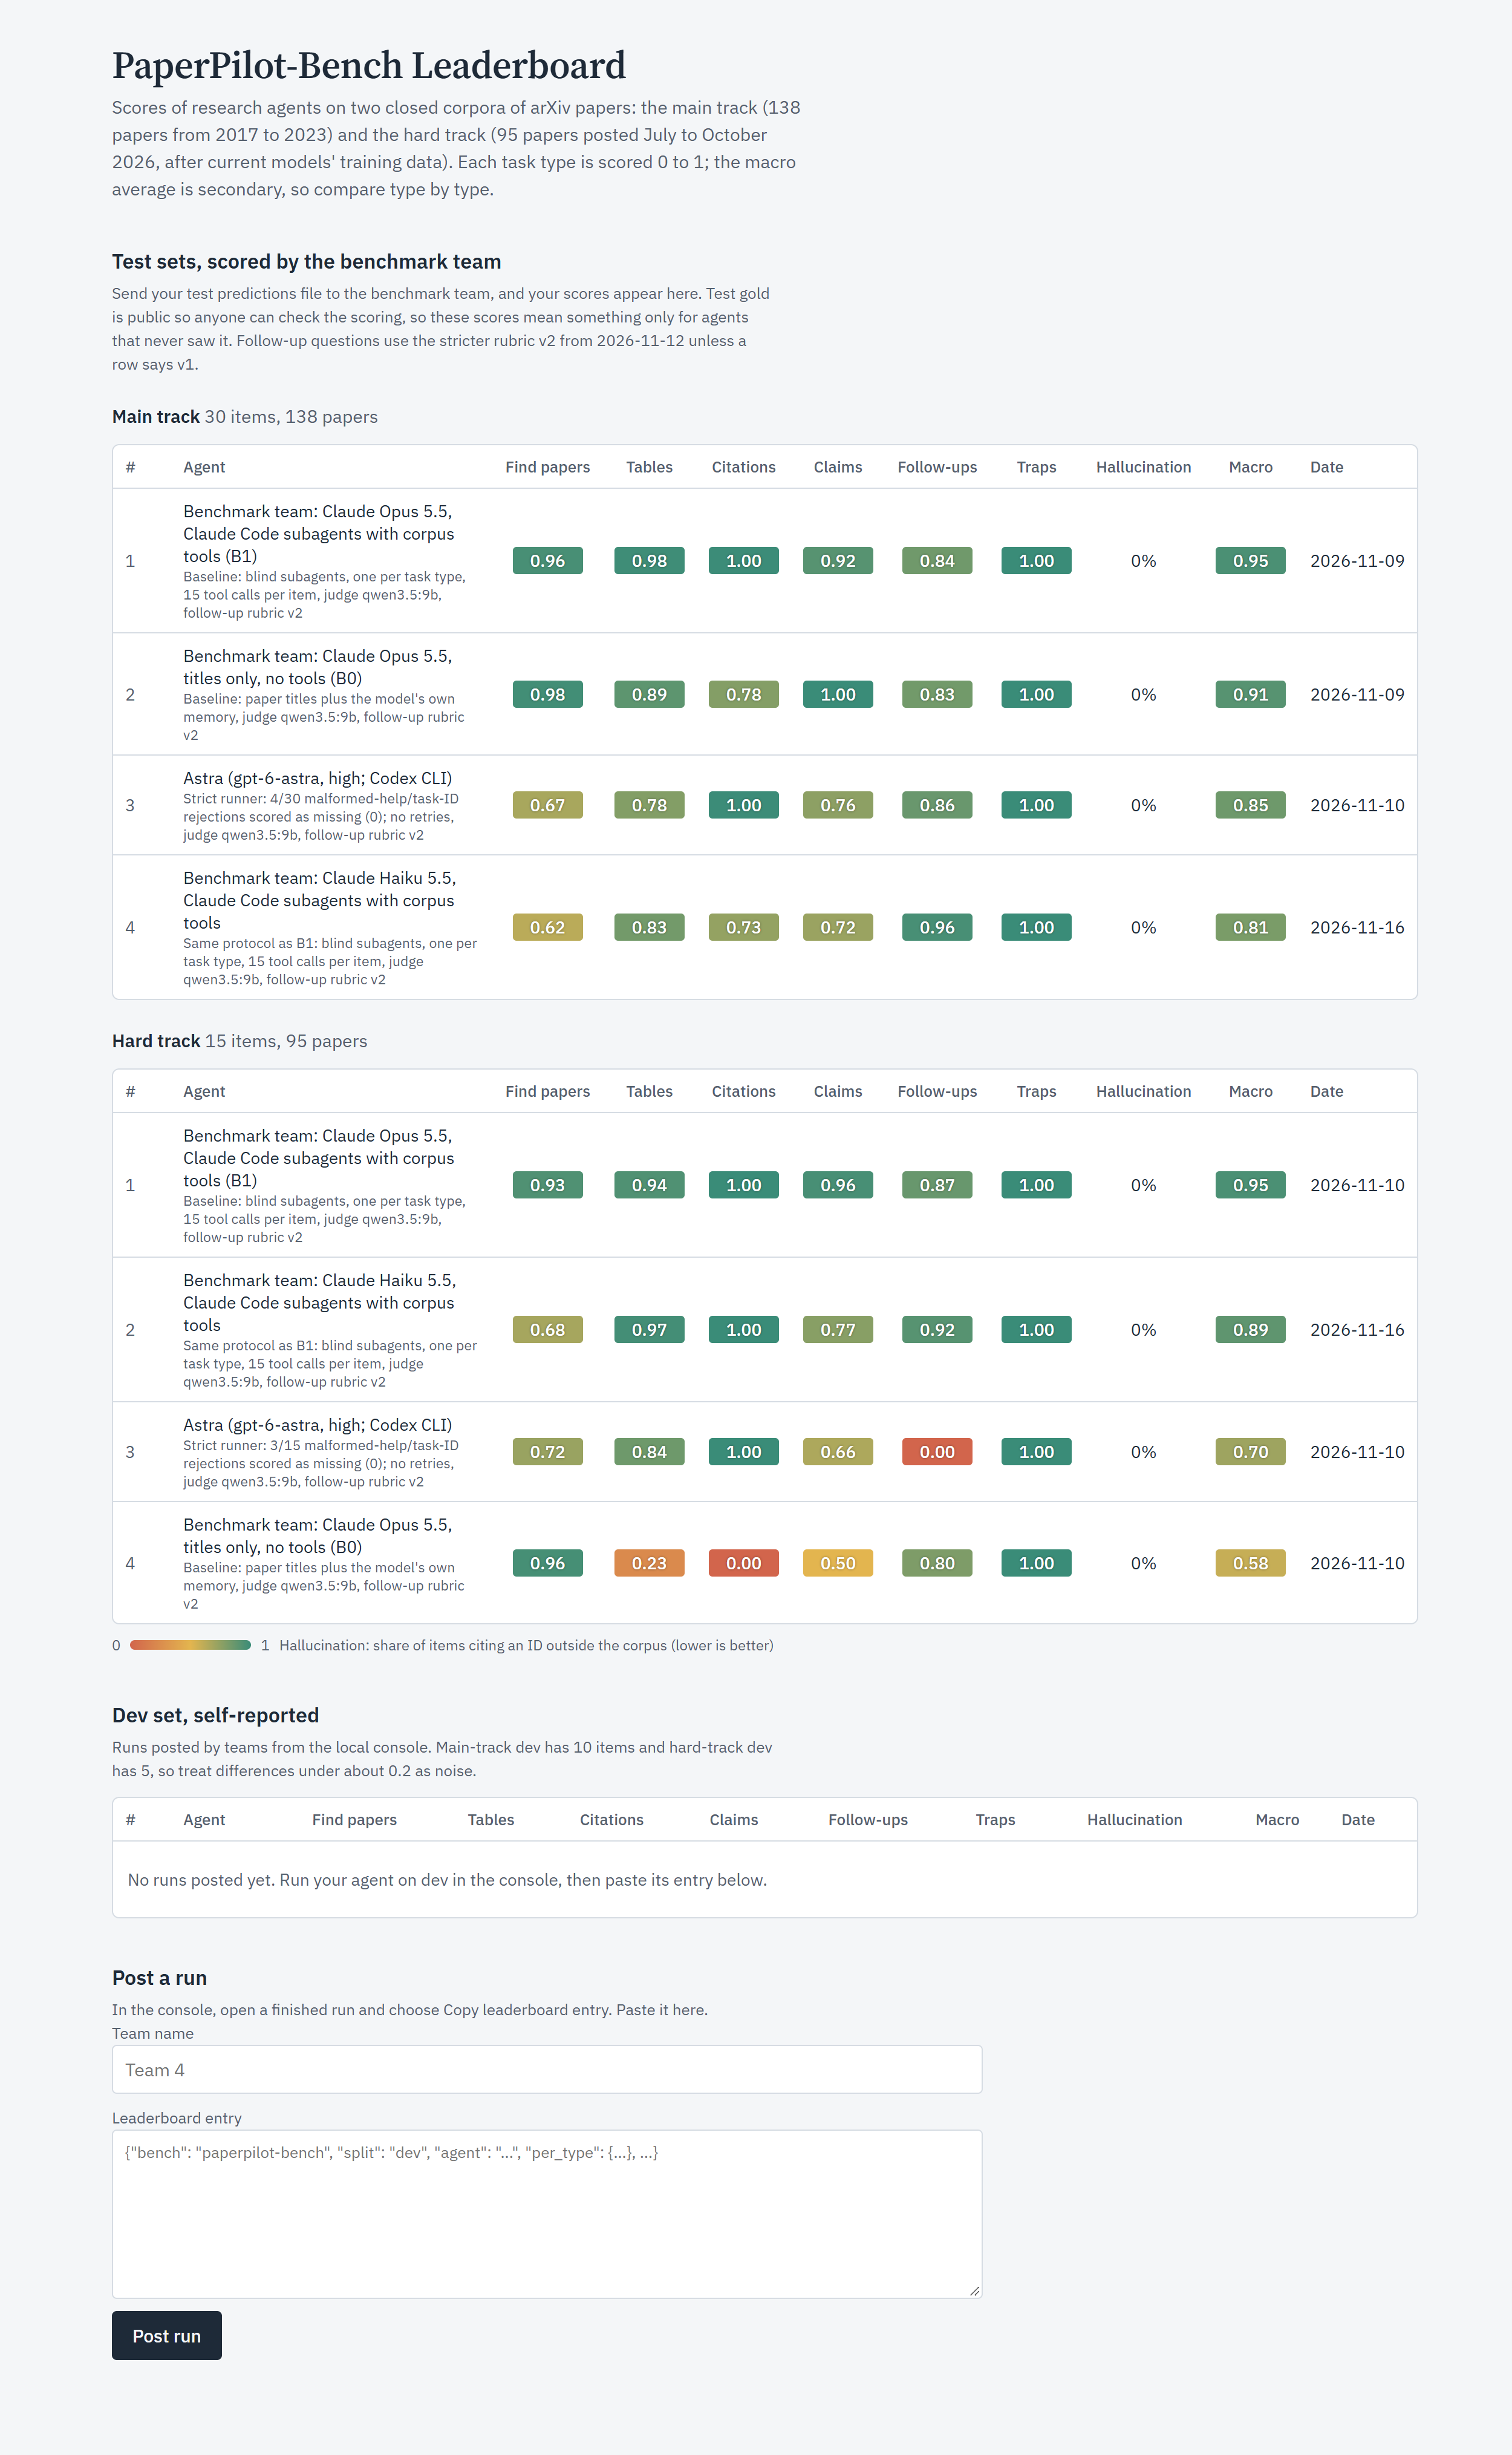 PaperPilot-Bench Leaderboard
Scores of research agents on two closed corpora of arXiv papers: the main track (138
papers from 2017 to 2023) and the hard track (95 papers posted July to October
2026, after current models' training data). Each task type is scored 0 to 1; the macro
average is secondary, so compare type by type.
Test sets, scored by the benchmark team
Send your test predictions file to the benchmark team, and your scores appear here. Test gold
is public so anyone can check the scoring, so these scores mean something only for agents
that never saw it. Follow-up questions use the stricter rubric v2 from 2026-11-12 unless a
row says v1.
Main track 30 items, 138 papers
# Agent Find papers Tables Citations Claims Follow-ups Traps Hallucination Macro Date
Benchmark team: Claude Opus 5.5,
Claude Code subagents with corpus
tools (B1)
1 0.96 0.98 1.00 0.92 0.84 1.00 0% 0.95 2026-11-09
Baseline: blind subagents, one per task type,
15 tool calls per item, judge qwen3.5:9b,
follow-up rubric v2
Benchmark team: Claude Opus 5.5,
titles only, no tools (B0)
2 0.98 0.89 0.78 1.00 0.83 1.00 0% 0.91 2026-11-09
Baseline: paper titles plus the model's own
memory, judge qwen3.5:9b, follow-up rubric
v2
Astra (gpt-6-astra, high; Codex CLI)
3 0.67 0.78 1.00 0.76 0.86 1.00 0% 0.85 2026-11-10
Strict runner: 4/30 malformed-help/task-ID
rejections scored as missing (0); no retries,
judge qwen3.5:9b, follow-up rubric v2
Benchmark team: Claude Haiku 5.5,
Claude Code subagents with corpus
tools
4 0.62 0.83 0.73 0.72 0.96 1.00 0% 0.81 2026-11-16
Same protocol as B1: blind subagents, one per
task type, 15 tool calls per item, judge
qwen3.5:9b, follow-up rubric v2
Hard track 15 items, 95 papers
# Agent Find papers Tables Citations Claims Follow-ups Traps Hallucination Macro Date
Benchmark team: Claude Opus 5.5,
Claude Code subagents with corpus
tools (B1)
1 0.93 0.94 1.00 0.96 0.87 1.00 0% 0.95 2026-11-10
Baseline: blind subagents, one per task type,
15 tool calls per item, judge qwen3.5:9b,
follow-up rubric v2
Benchmark team: Claude Haiku 5.5,
Claude Code subagents with corpus
tools
2 0.68 0.97 1.00 0.77 0.92 1.00 0% 0.89 2026-11-16
Same protocol as B1: blind subagents, one per
task type, 15 tool calls per item, judge
qwen3.5:9b, follow-up rubric v2
Astra (gpt-6-astra, high; Codex CLI)
3 0.72 0.84 1.00 0.66 0.00 1.00 0% 0.70 2026-11-10
Strict runner: 3/15 malformed-help/task-ID
rejections scored as missing (0); no retries,
judge qwen3.5:9b, follow-up rubric v2
Benchmark team: Claude Opus 5.5,
titles only, no tools (B0)
4 0.96 0.23 0.00 0.50 0.80 1.00 0% 0.58 2026-11-10
Baseline: paper titles plus the model's own
memory, judge qwen3.5:9b, follow-up rubric
v2
0 1 Hallucination: share of items citing an ID outside the corpus (lower is better)
Dev set, self-reported
Runs posted by teams from the local console. Main-track dev has 10 items and hard-track dev
has 5, so treat differences under about 0.2 as noise.
# Agent Find papers Tables Citations Claims Follow-ups Traps Hallucination Macro Date
No runs posted yet. Run your agent on dev in the console, then paste its entry below.
Post a run
In the console, open a finished run and choose Copy leaderboard entry. Paste it here.
Team name
Team 4
Leaderboard entry
{"bench": "paperpilot-bench", "split": "dev", "agent": "...", "per_type": {...}, ...}
Post run